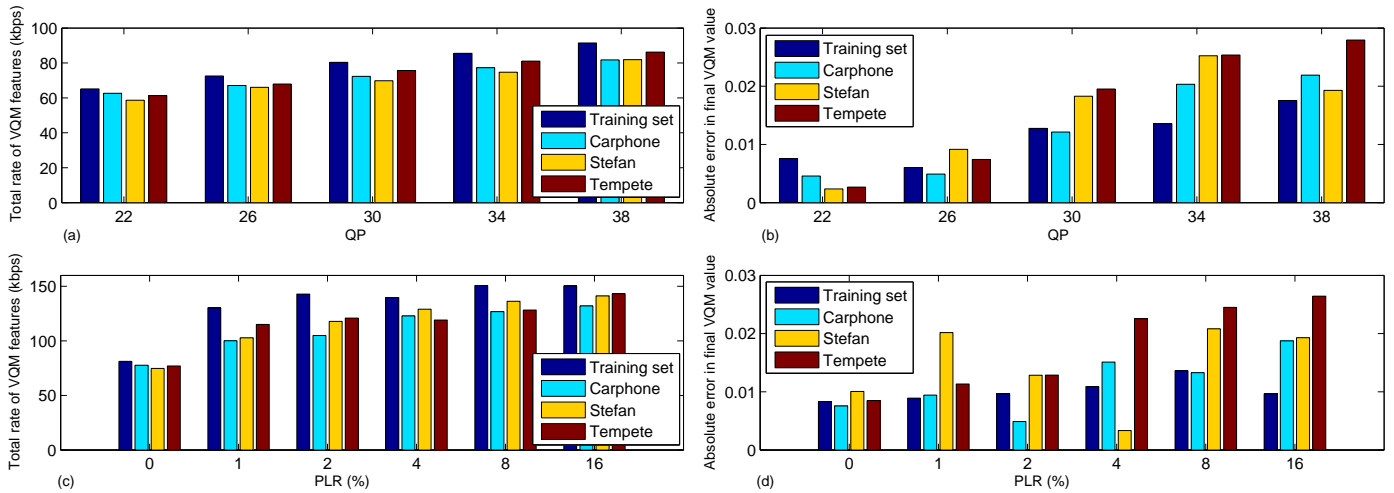 Total rate of VQM features (kbps)
100
80
60
40
20
0
22
26
30
34
38
QP
(a)
Training set
Carphone
Stefan
Tempete
Absolute error in final VQM value
0.03
0.02
0.01
0
22
26
30
34
38
QP
(b)
Training set
Carphone
Stefan
Tempete
Total rate of VQM features (kbps)
150
100
50
0
0
1
2
4
8
16
PLR (%)
(c)
Training set
Carphone
Stefan
Tempete
Absolute error in final VQM value
0.03
0.02
0.01
0
0
1
2
4
8
16
PLR (%)
(d)
Training set
Carphone
Stefan
Tempete